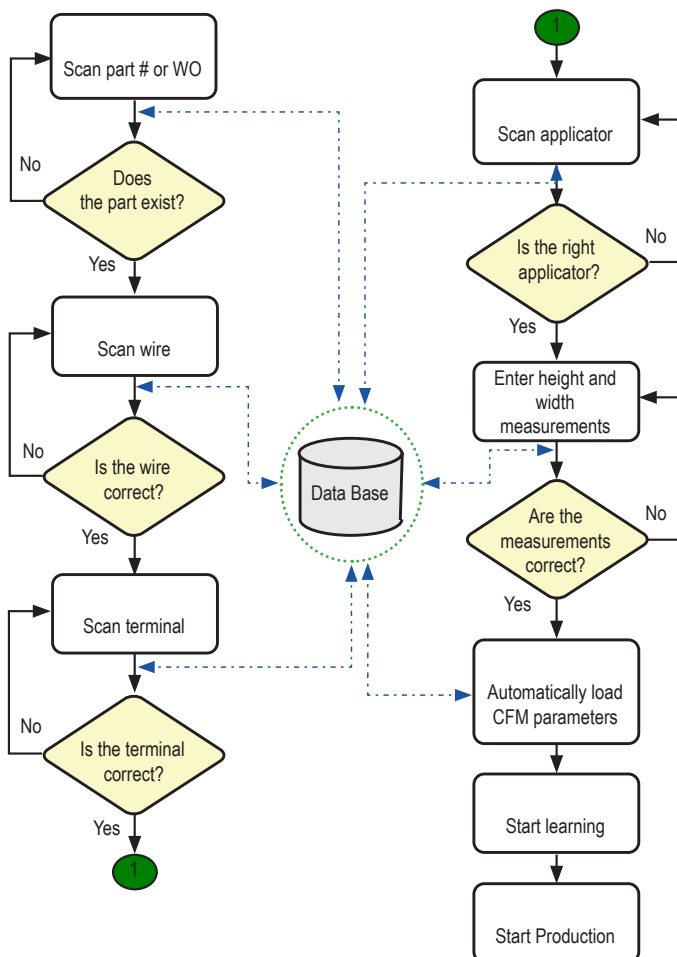 Scan part # or WO
No
Does
the part exist?
Yes
Scan wire
No
Is the wire
correct?
Yes
Scan terminal
No
Is the terminal
correct?
Yes
1
Data Base
1
Scan applicator
Is the right
applicator?
No
Yes
Enter height and
width
measurements
Are the
measurements
correct?
No
Yes
Automatically load
CFM parameters
Start learning
Start Production